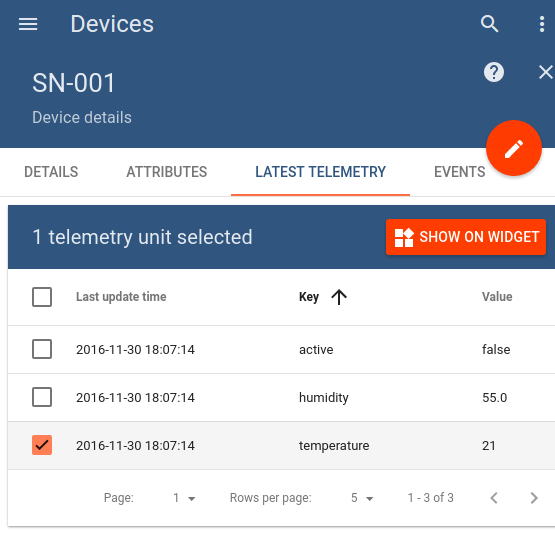 Devices
SN-001
Device details
DETAILS ATTRIBUTES LATEST TELEMETRY EVENTS
1 telemetry unit selected SHOW ON WIDGET
Last update time Key Value
2016-11-30 18:07:14 active false
2016-11-30 18:07:14 humidity 55.0
2016-11-30 18:07:14 temperature 21
Page: 1 Rows per page: 5 1 - 3 of 3